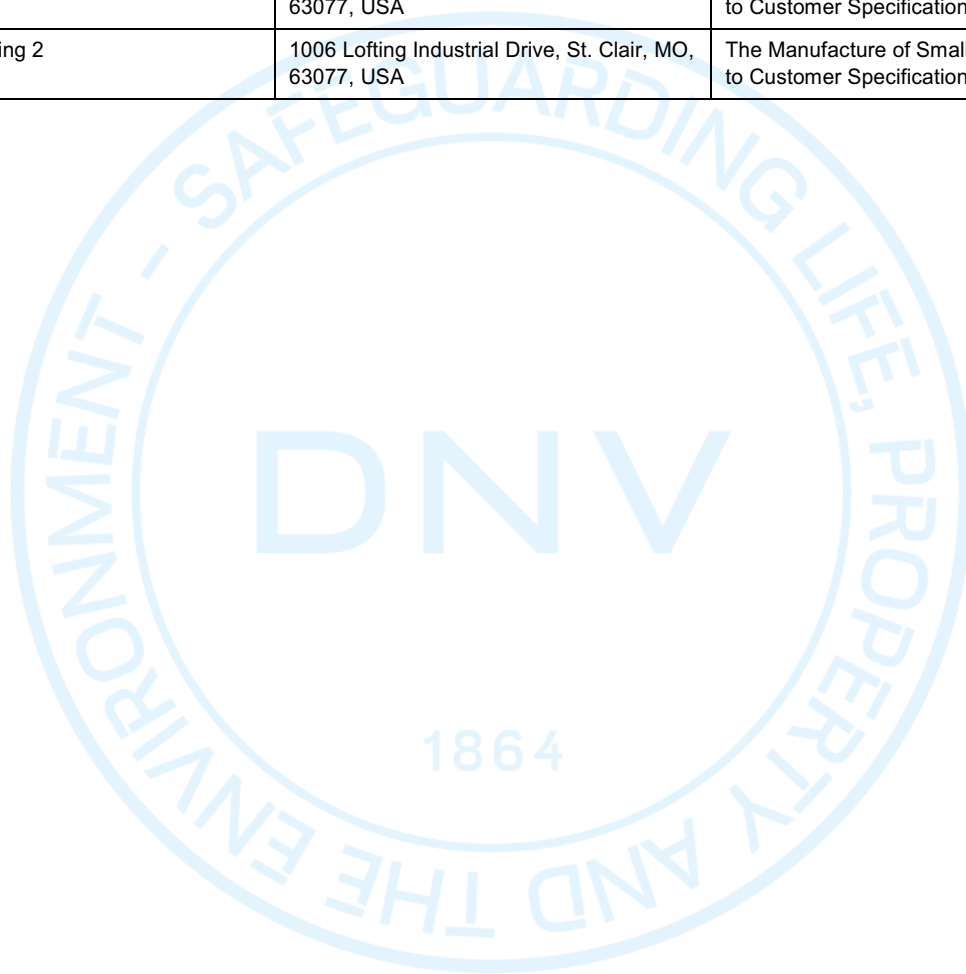 63077, USA
to Customer Specification
ing 2
1006 Lofting Industrial Drive, St. Clair, MO,
The Manufacture of Small
63077, USA
to Customer Specification
SAFEGUARDING LIFE, PROPERTY AND THE ENVIRONMENT -
DNV
1864